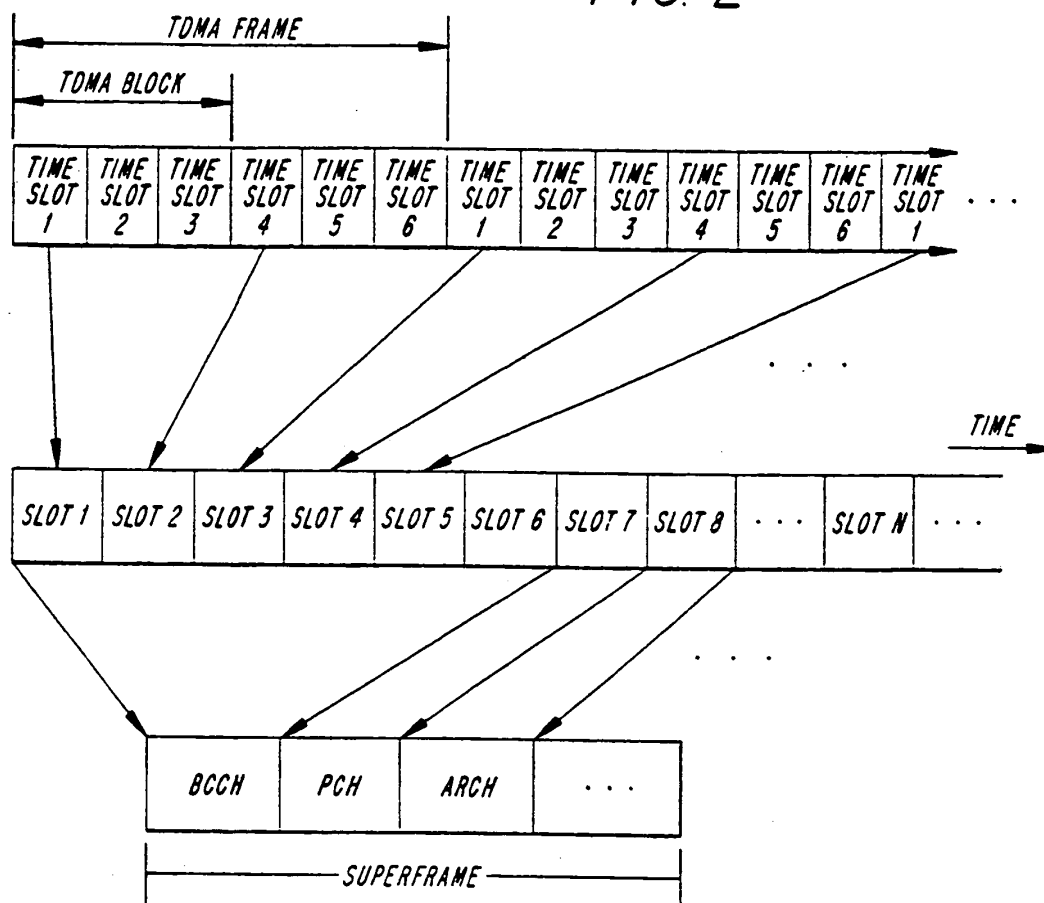 FIG. 2
TDMA FRAME
TDMA BLOCK
TIME SLOT 1 TIME SLOT 2 TIME SLOT 3 TIME SLOT 4 TIME SLOT 5 TIME SLOT 6 TIME SLOT 1 TIME SLOT 2 TIME SLOT 3 TIME SLOT 4 TIME SLOT 5 TIME SLOT 6 TIME SLOT 1 . . .
. . .
TIME
SLOT 1 SLOT 2 SLOT 3 SLOT 4 SLOT 5 SLOT 6 SLOT 7 SLOT 8 . . . SLOT N . . .
. . .
BCCH PCH ARCH . . .
SUPERFRAME